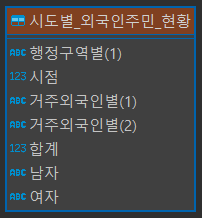 시도별_외국인주민_현황
ABC 행정구역별(1)
123 시점
ABC 거주외국인별(1)
ABC 거주외국인별(2)
123 합계
ABC 남자
ABC 여자